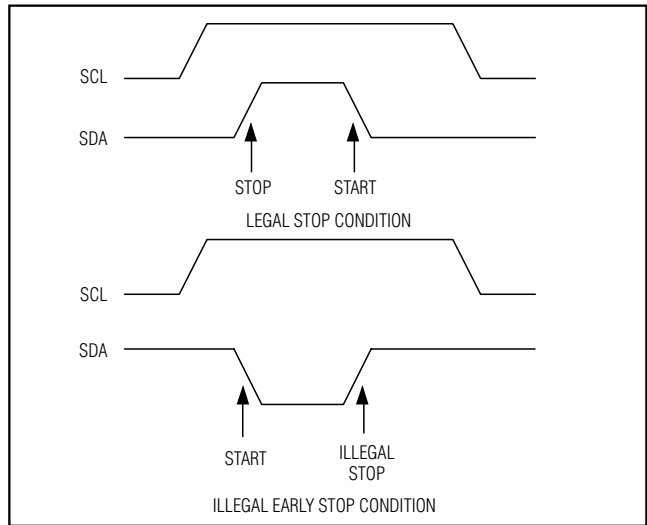 SCL
SDA
STOP START
LEGAL STOP CONDITION
SCL
SDA
START ILLEGAL
STOP
ILLEGAL EARLY STOP CONDITION